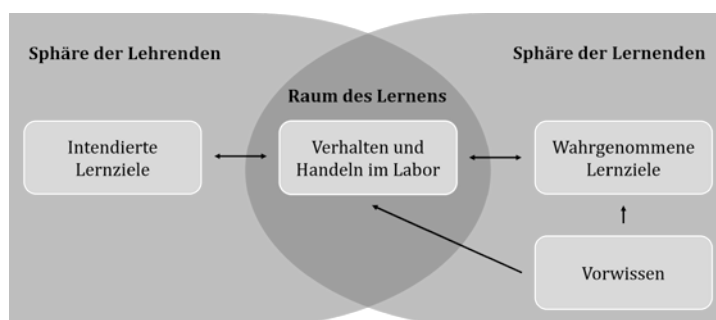 Sphäre der Lehrenden
Sphäre der Lernenden
Raum des Lernens
Intendierte
Lernziele
Verhalten und
Handeln im Labor
Wahrgenommene
Lernziele
Vorwissen